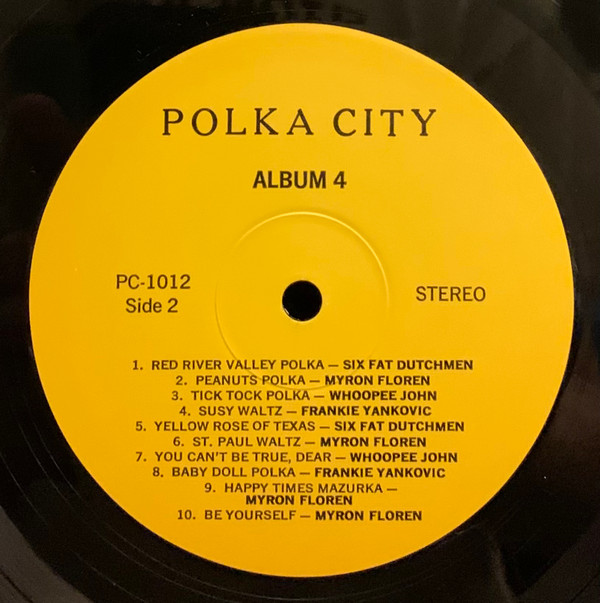 POLKA CITY
ALBUM 4
PC-1012
Side 2
STEREO
1. RED RIVER VALLEY POLKA — SIX FAT DUTCHMEN
2. PEANUTS POLKA — MYRON FLOREN
3. TICK TOCK POLKA — WHOOPEE JOHN
4. SUSY WALTZ — FRANKIE YANKOVIC
5. YELLOW ROSE OF TEXAS — SIX FAT DUTCHMEN
6. ST. PAUL WALTZ — MYRON FLOREN
7. YOU CAN'T BE TRUE, DEAR — WHOOPEE JOHN
8. BABY DOLL POLKA — FRANKIE YANKOVIC
9. HAPPY TIMES MAZURKA —
MYRON FLOREN
10. BE YOURSELF — MYRON FLOREN